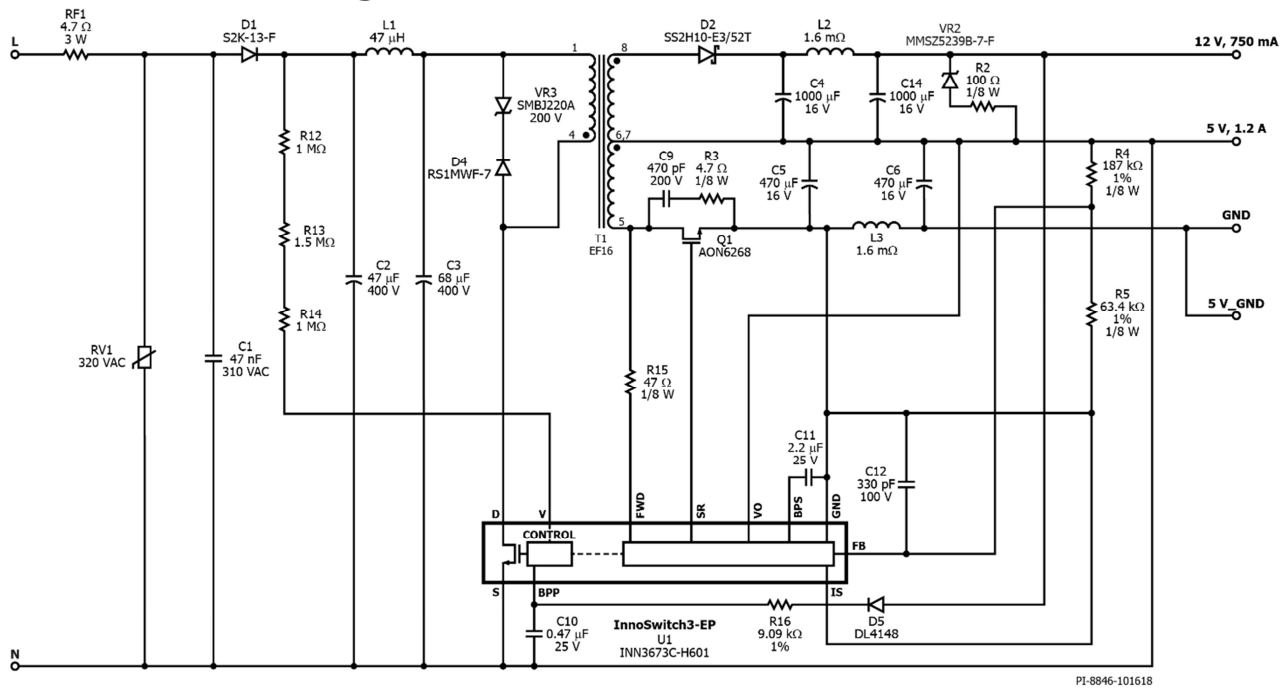 RF1
4.7 Ω
3 W
D1
S2K-13-F
L1
47 µH
D2
SS2H10-E3/52T
L2
1.6 mΩ
VR2
MMSZ5239B-7-F
12 V, 750 mA
L
1
8
C4
1000 µF
16 V
C14
1000 µF
16 V
R2
100 Ω
1/8 W
VR3
SMBJ220A
200 V
4
6,7
5 V, 1.2 A
R12
1 MΩ
D4
RS1MWF-7
C9
470 pF
200 V
R3
4.7 Ω
1/8 W
C5
470 µF
16 V
C6
470 µF
16 V
R4
187 kΩ
1%
1/8 W
5
GND
R13
1.5 MΩ
T1
EF16
Q1
AON6268
L3
1.6 mΩ
C2
47 µF
400 V
C3
68 µF
400 V
R14
1 MΩ
R5
63.4 kΩ
1%
1/8 W
5 V_GND
RV1
320 VAC
C1
47 nF
310 VAC
R15
47 Ω
1/8 W
C11
2.2 µF
25 V
C12
330 pF
100 V
D
V
FWD
SR
VO
BPS
GND
CONTROL
FB
S
BPP
IS
C10
0.47 µF
25 V
InnoSwitch3-EP
U1
INN3673C-H601
R16
9.09 kΩ
1%
D5
DL4148
N
PI-8846-101618